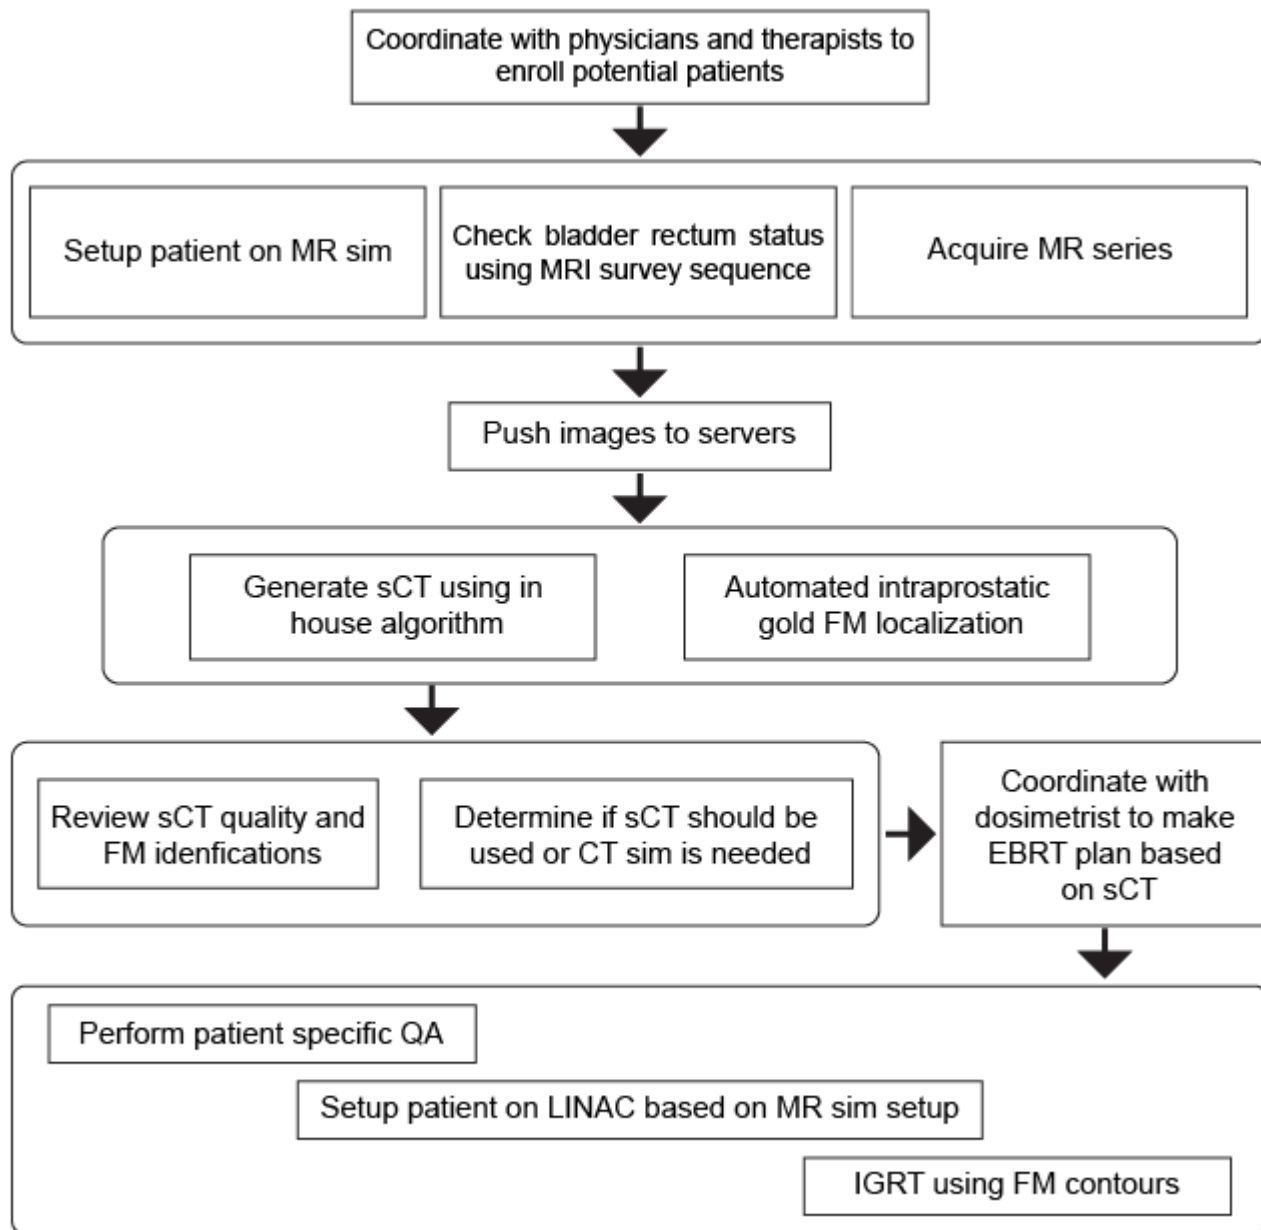 Coordinate with physicians and therapists to
enroll potential patients
Setup patient on MR sim
Check bladder rectum status
using MRI survey sequence
Acquire MR series
Push images to servers
Generate sCT using in
house algorithm
Automated intraprostatic
gold FM localization
Review sCT quality and
FM idenfications
Determine if sCT should be
used or CT sim is needed
Coordinate with
dosimetrist to make
EBRT plan based
on sCT
Perform patient specific QA
Setup patient on LINAC based on MR sim setup
IGRT using FM contours